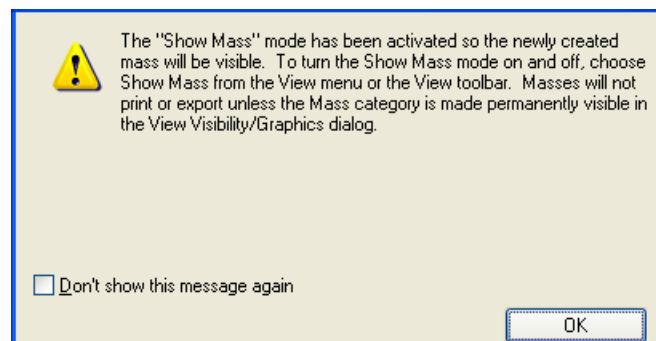 The "Show Mass" mode has been activated so the newly created
mass will be visible. To turn the Show Mass mode on and off, choose
Show Mass from the View menu or the View toolbar. Masses will not
print or export unless the Mass category is made permanently visible in
the View Visibility/Graphics dialog.
Don't show this message again
OK